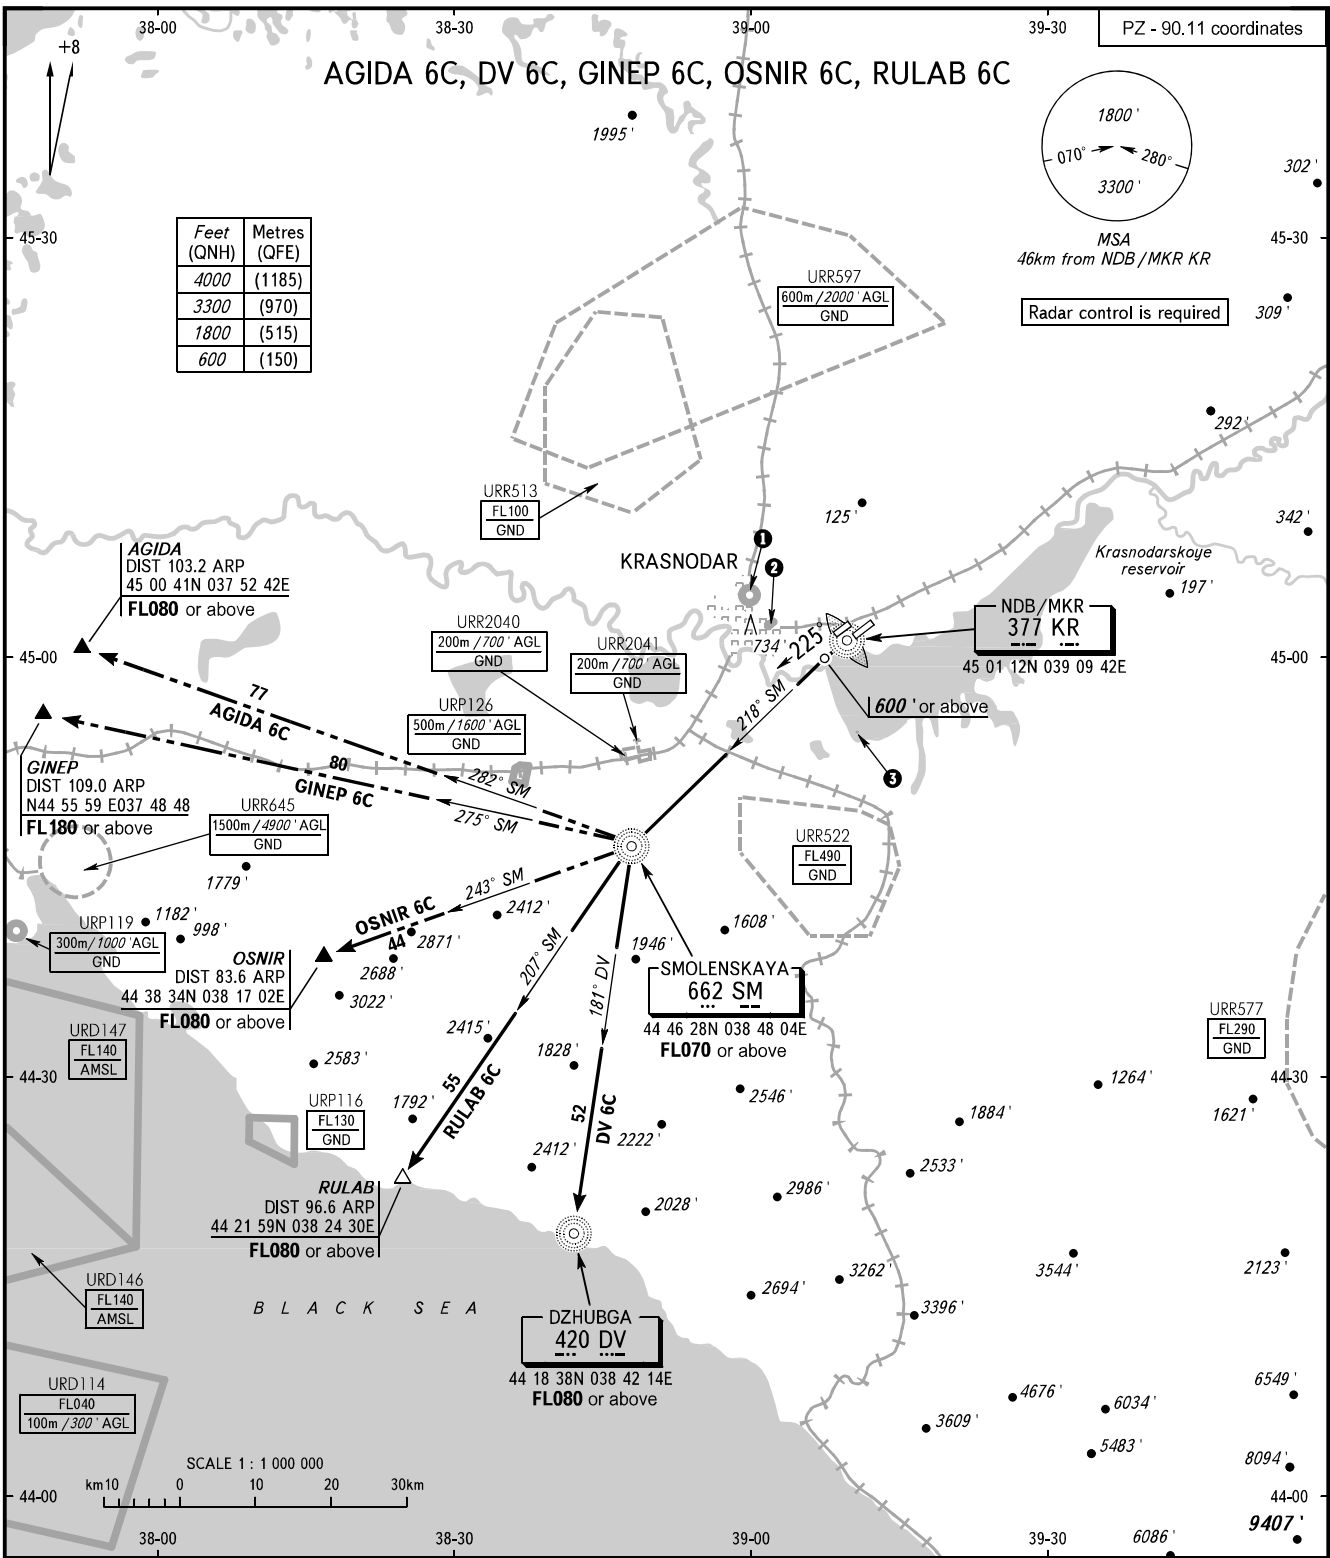 38-00
38-30
39-00
39-30
PZ - 90.11 coordinates
+8
AGIDA 6C, DV 6C, GINEP 6C, OSNIR 6C, RULAB 6C
1995 '
1800 '
070°
280°
3300 '
MSA
46km from NDB/MKR KR
Radar control is required
302 '
45-30
45-30
Feet (QNH) Metres (QFE)
4000 (1185)
3300 (970)
1800 (515)
600 (150)
URR597
600m/2000 ' AGL
GND
309 '
292 '
URR513
FL100
GND
125 '
342 '
1
2
KRASNODAR
Krasnodarskoye
reservoir
197 '
AGIDA
DIST 103.2 ARP
45 00 41N 037 52 42E
FL080 or above
URR2040
200m/700 ' AGL
GND
URR2041
200m/700 ' AGL
GND
734 '
225°
NDB/MKR
377 KR
45 01 12N 039 09 42E
45-00
45-00
600 ' or above
218° SM
3
77
AGIDA 6C
282° SM
URP126
500m/1600 ' AGL
GND
80
GINEP 6C
275° SM
GINEP
DIST 109.0 ARP
N44 55 59 E037 48 48
FL180 or above
URR645
1500m/4900 ' AGL
GND
URR522
FL490
GND
1779 '
243° SM
OSNIR 6C
44
2412 '
2871 '
2688 '
3022 '
1182 '
998 '
URP119
300m/1000 ' AGL
GND
OSNIR
DIST 83.6 ARP
44 38 34N 038 17 02E
FL080 or above
207° SM
181° DV
1608 '
1946 '
SMOLENSKAYA
662 SM
44 46 28N 038 48 04E
FL070 or above
URR577
FL290
GND
URD147
FL140
AMSL
2583 '
2415 '
1828 '
2546 '
1264 '
1621 '
1884 '
44-30
44-30
URP116
FL130
GND
1792 '
55
RULAB 6C
52
DV 6C
2222 '
2412 '
2533 '
2986 '
2028 '
RULAB
DIST 96.6 ARP
44 21 59N 038 24 30E
FL080 or above
3544 '
2123 '
3262 '
2694 '
3396 '
URD146
FL140
AMSL
BLACK SEA
DZHUBGA
420 DV
44 18 38N 038 42 14E
FL080 or above
URD114
FL040
100m/300 ' AGL
4676 '
6034 '
6549 '
3609 '
5483 '
8094 '
SCALE 1 : 1 000 000
km10 0 10 20 30km
44-00
44-00
9407 '
6086 '
38-00
38-30
39-00
39-30